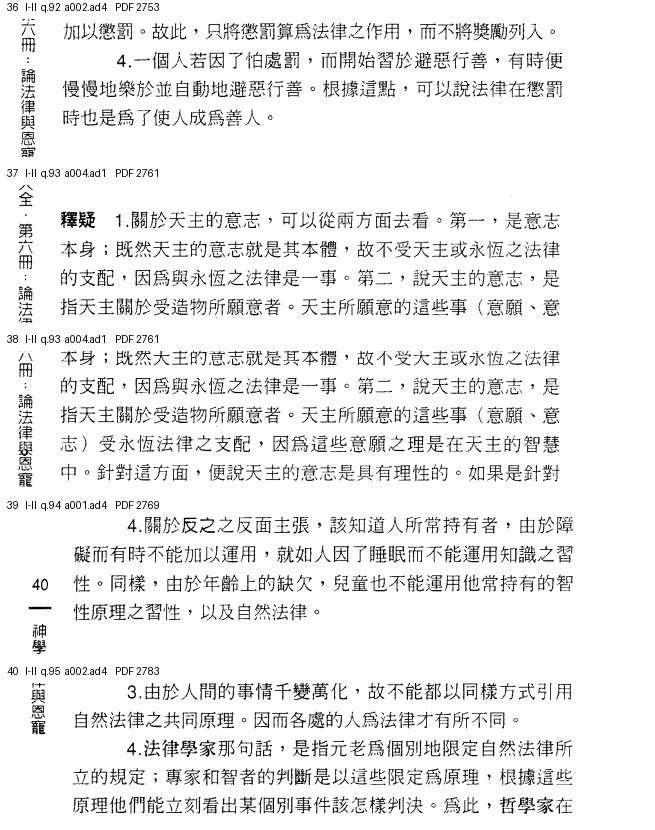 36 I-II q.92 a002.ad4 PDF 2753
六冊：論法律與恩寵
加以懲罰。故此，只將懲罰算爲法律之作用，而不將獎勵列入。
4.一個人若因了怕處罰，而開始習於避惡行善，有時便
慢慢地樂於並自動地避惡行善。根據這點，可以說法律在懲罰
時也是爲了使人成爲善人。
37 I-II q.93 a004.ad1 PDF 2761
全．第六冊：論法
釋疑 1.關於天主的意志，可以從兩方面去看。第一，是意志
本身；既然天主的意志就是其本體，故不受天主或永恆之法律
的支配，因爲與永恆之法律是一事。第二，說天主的意志，是
指天主關於受造物所願意者。天主所願意的這些事（意願、意
38 I-II q.93 a004.ad1 PDF 2761
六冊：論法律與恩寵
本身；既然天主的意志就是其本體，故不受天主或永恆之法律
的支配，因爲與永恆之法律是一事。第二，說天主的意志，是
指天主關於受造物所願意者。天主所願意的這些事（意願、意
志）受永恆法律之支配，因爲這些意願之理是在天主的智慧
中。針對這方面，便說天主的意志是具有理性的。如果是針對
39 I-II q.94 a001.ad4 PDF 2769
4.關於反之之反面主張，該知道人所常持有者，由於障
礙而有時不能加以運用，就如人因了睡眠而不能運用知識之習
性。同樣，由於年齡上的缺欠，兒童也不能運用他常持有的智
性原理之習性，以及自然法律。
40
神學
40 I-II q.95 a002.ad4 PDF 2783
與恩寵
3.由於人間的事情千變萬化，故不能都以同樣方式引用
自然法律之共同原理。因而各處的人爲法律才有所不同。
4.法律學家那句話，是指元老爲個別地限定自然法律所
立的規定；專家和智者的判斷是以這些限定爲原理，根據這些
原理他們能立刻看出某個別事件該怎樣判決。爲此，哲學家在